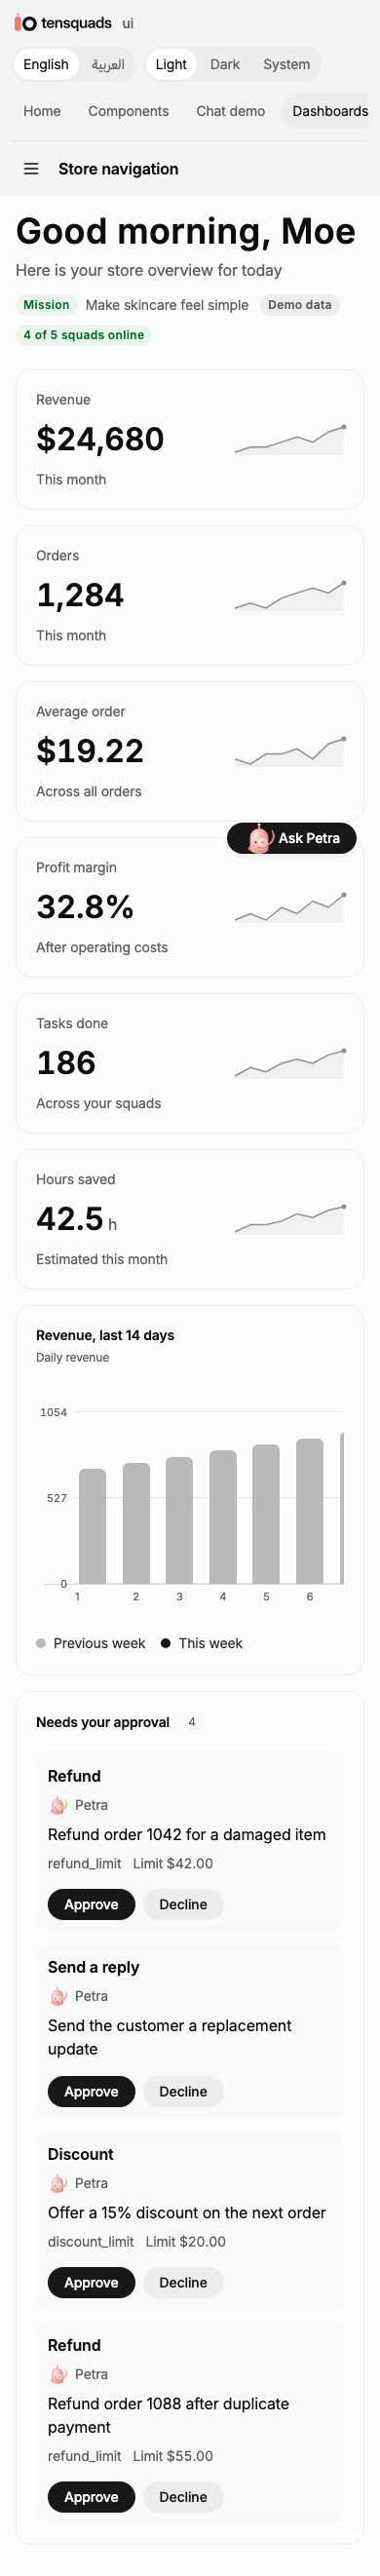 tensquads ui
English العربية Light Dark System
Home Components Chat demo Dashboards
Store navigation
Good morning, Moe
Here is your store overview for today
Mission Make skincare feel simple Demo data
4 of 5 squads online
Revenue
$24,680
This month
Orders
1,284
This month
Average order
$19.22
Across all orders
Ask Petra
Profit margin
32.8%
After operating costs
Tasks done
186
Across your squads
Hours saved
42.5 h
Estimated this month
Revenue, last 14 days
Daily revenue
1054
527
0
1 2 3 4 5 6
Previous week This week
Needs your approval 4
Refund
Petra
Refund order 1042 for a damaged item
refund_limit Limit $42.00
Approve Decline
Send a reply
Petra
Send the customer a replacement
update
Approve Decline
Discount
Petra
Offer a 15% discount on the next order
discount_limit Limit $20.00
Approve Decline
Refund
Petra
Refund order 1088 after duplicate
payment
refund_limit Limit $55.00
Approve Decline